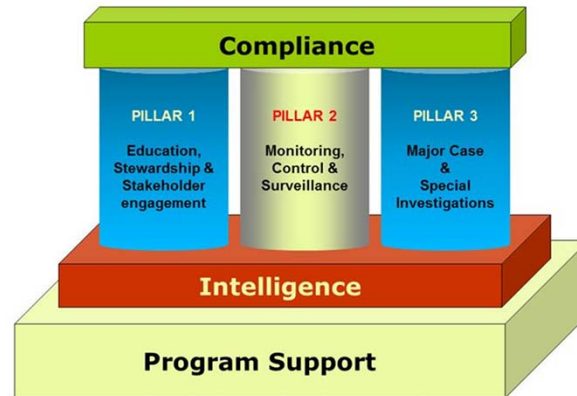 Compliance
PILLAR 1
Education,
Stewardship &
Stakeholder
engagement
PILLAR 2
Monitoring,
Control &
Surveillance
PILLAR 3
Major Case
&
Special
Investigations
Intelligence
Program Support